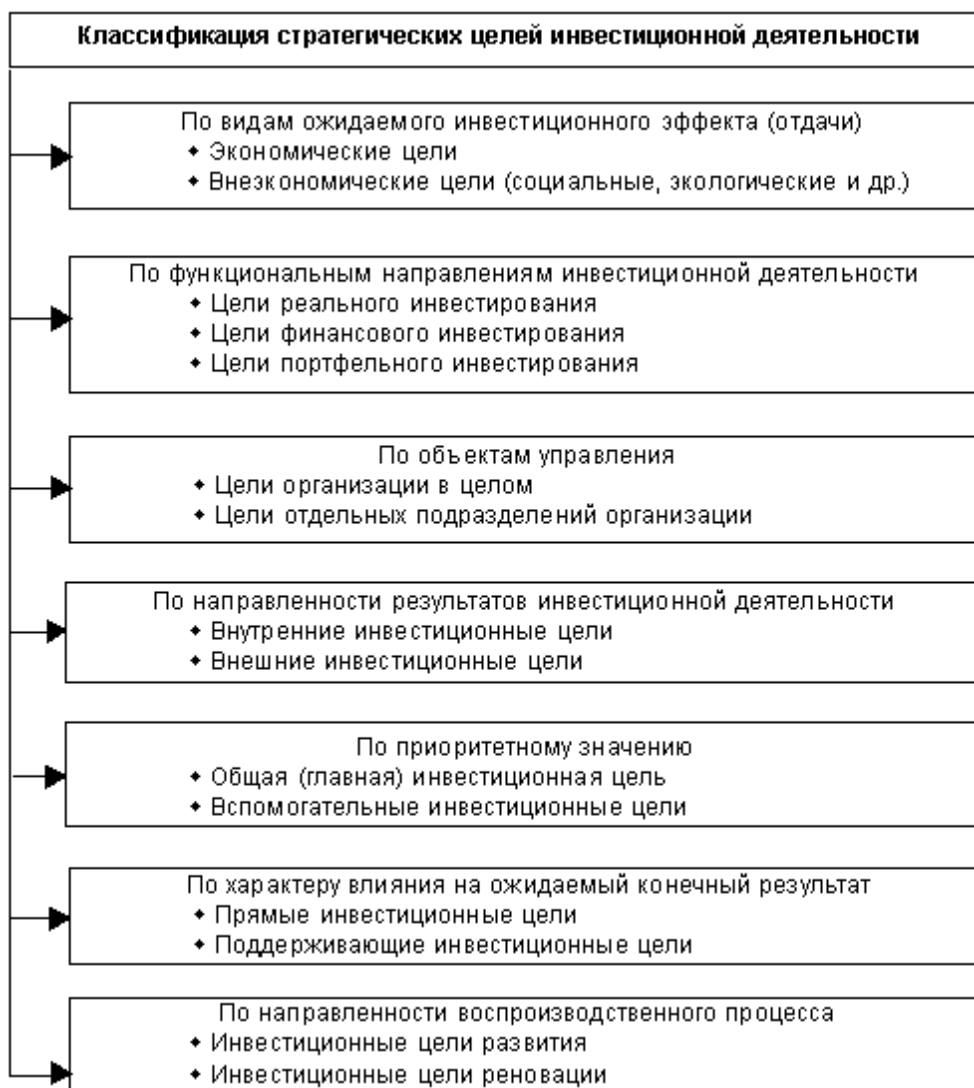 Классификация стратегических целей инвестиционной деятельности
По видам ожидаемого инвестиционного эффекта (отдачи)
◆ Экономические цели
◆ Внеэкономические цели (социальные, экологические и др.)
По функциональным направлениям инвестиционной деятельности
◆ Цели реального инвестирования
◆ Цели финансового инвестирования
◆ Цели портфельного инвестирования
По объектам управления
◆ Цели организации в целом
◆ Цели отдельных подразделений организации
По направленности результатов инвестиционной деятельности
◆ Внутренние инвестиционные цели
◆ Внешние инвестиционные цели
По приоритетному значению
◆ Общая (главная) инвестиционная цель
◆ Вспомогательные инвестиционные цели
По характеру влияния на ожидаемый конечный результат
◆ Прямые инвестиционные цели
◆ Поддерживающие инвестиционные цели
По направленности воспроизводственного процесса
◆ Инвестиционные цели развития
◆ Инвестиционные цели реновации